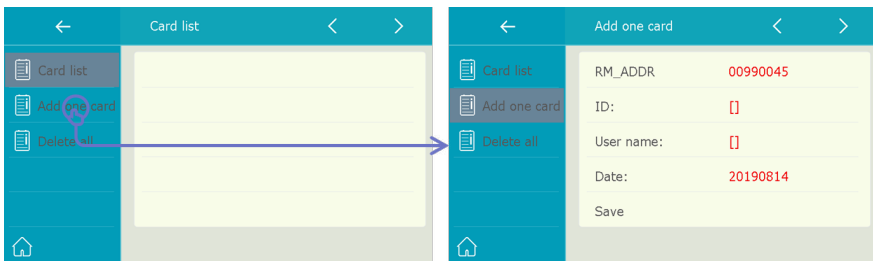 Card list
Card list
Add one card
Delete all
Add one card
Card list
Add one card
Delete all
RM_ADDR 00990045
ID: []
User name: []
Date: 20190814
Save